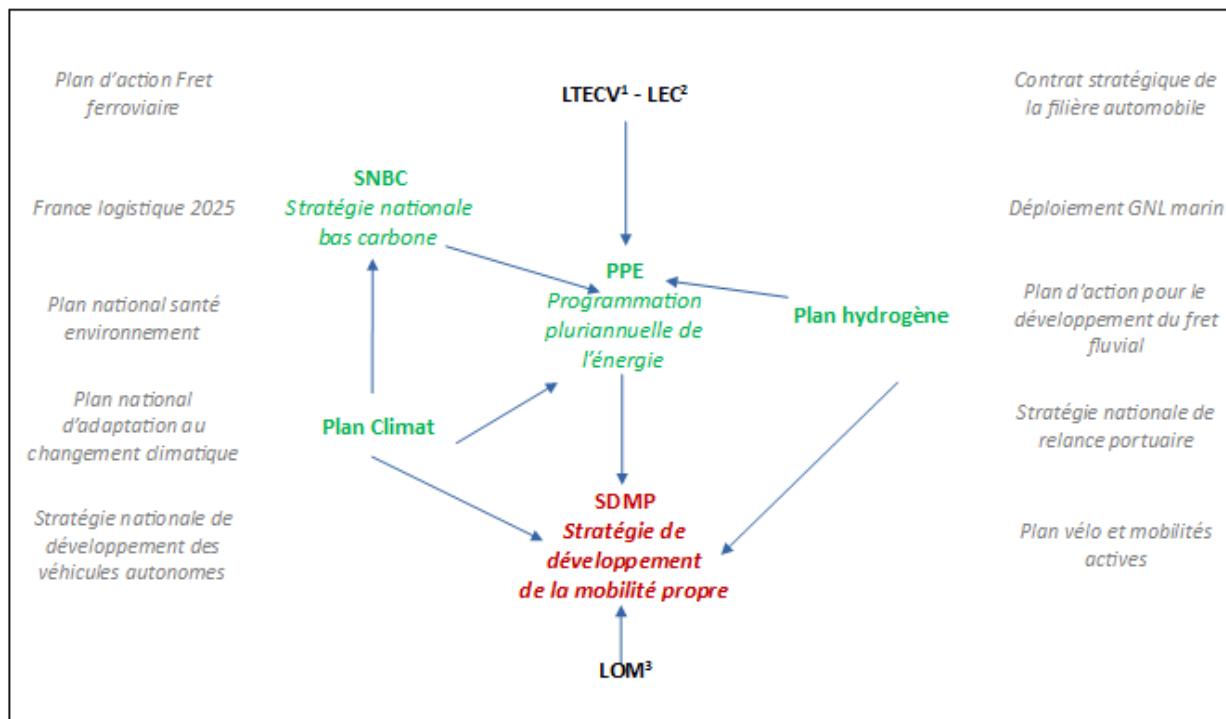 Plan d'action Fret
ferroviaire
France logistique 2025
Plan national santé
environnement
Plan national
d'adaptation au
changement climatique
Stratégie nationale de
développement des
véhicules autonomes
LTECV¹ - LEC²
SNBC
Stratégie nationale
bas carbone
PPE
Programmation
pluriannuelle de
l'énergie
Plan hydrogène
Plan Climat
SDMP
Stratégie de
développement
de la mobilité propre
LOM³
Contrat stratégique de
la filière automobile
Déploiement GNL marin
Plan d'action pour le
développement du fret
fluvial
Stratégie nationale de
relance portuaire
Plan vélo et mobilités
actives